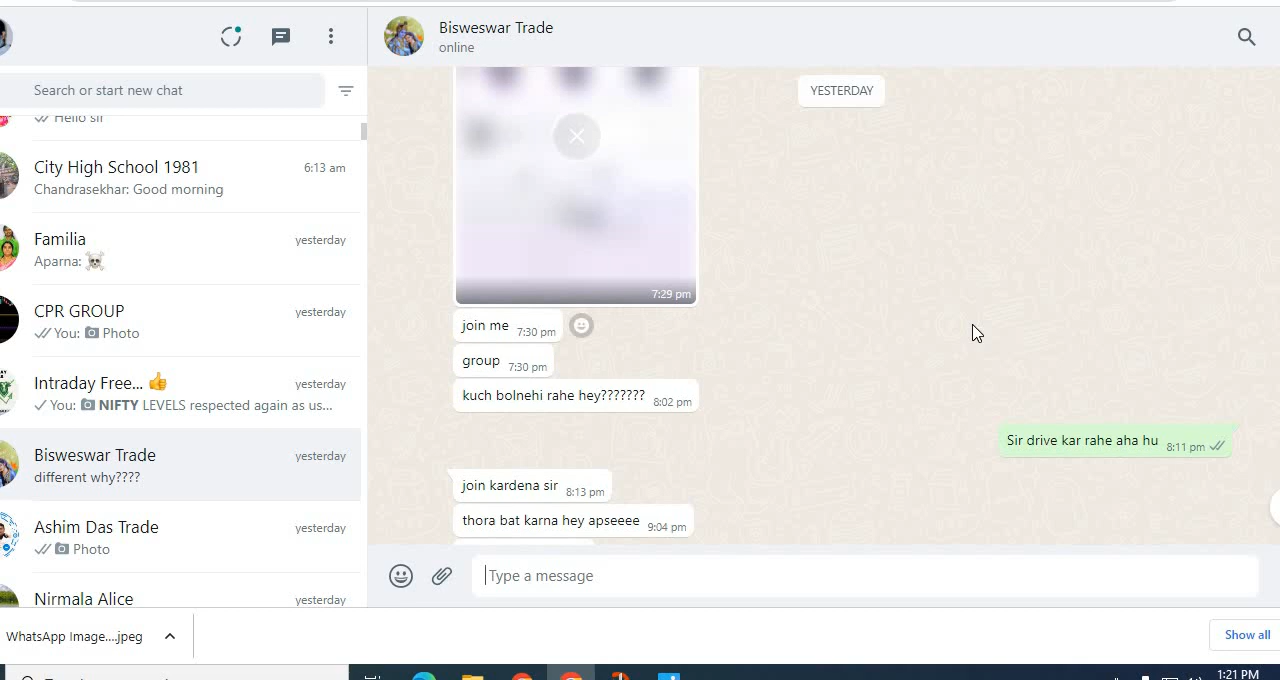 Bisweswar Trade
online
Search or start new chat
Hello sir
City High School 1981
6:13 am
Chandrasekhar: Good morning
Familia
yesterday
Aparna: ☠️
CPR GROUP
yesterday
You: Photo
Intraday Free... 👍
yesterday
You: NIFTY LEVELS respected again as us...
Bisweswar Trade
yesterday
different why????
Ashim Das Trade
yesterday
Photo
Nirmala Alice
yesterday
YESTERDAY
7:29 pm
join me 7:30 pm
group 7:30 pm
kuch bolnehi rahe hey??????? 8:02 pm
Sir drive kar rahe aha hu 8:11 pm
join kardena sir 8:13 pm
thora bat karna hey apseeee 9:04 pm
Type a message
WhatsApp Image....jpeg
Show all
1:21 PM